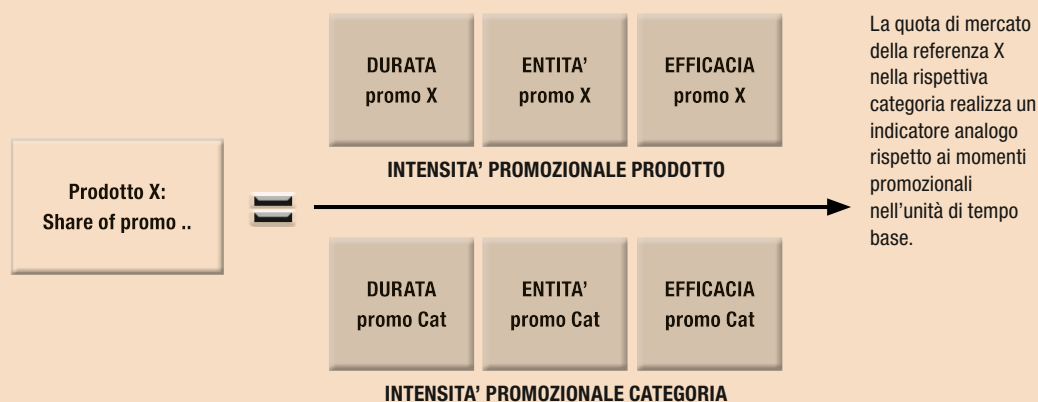 Prodotto X:
Share of promo ..
DURATA
promo X
ENTITA'
promo X
EFFICACIA
promo X
INTENSITA' PROMOZIONALE PRODOTTO
DURATA
promo Cat
ENTITA'
promo Cat
EFFICACIA
promo Cat
INTENSITA' PROMOZIONALE CATEGORIA
La quota di mercato
della referenza X
nella rispettiva
categoria realizza un
indicatore analogo
rispetto ai momenti
promozionali
nell'unità di tempo
base.